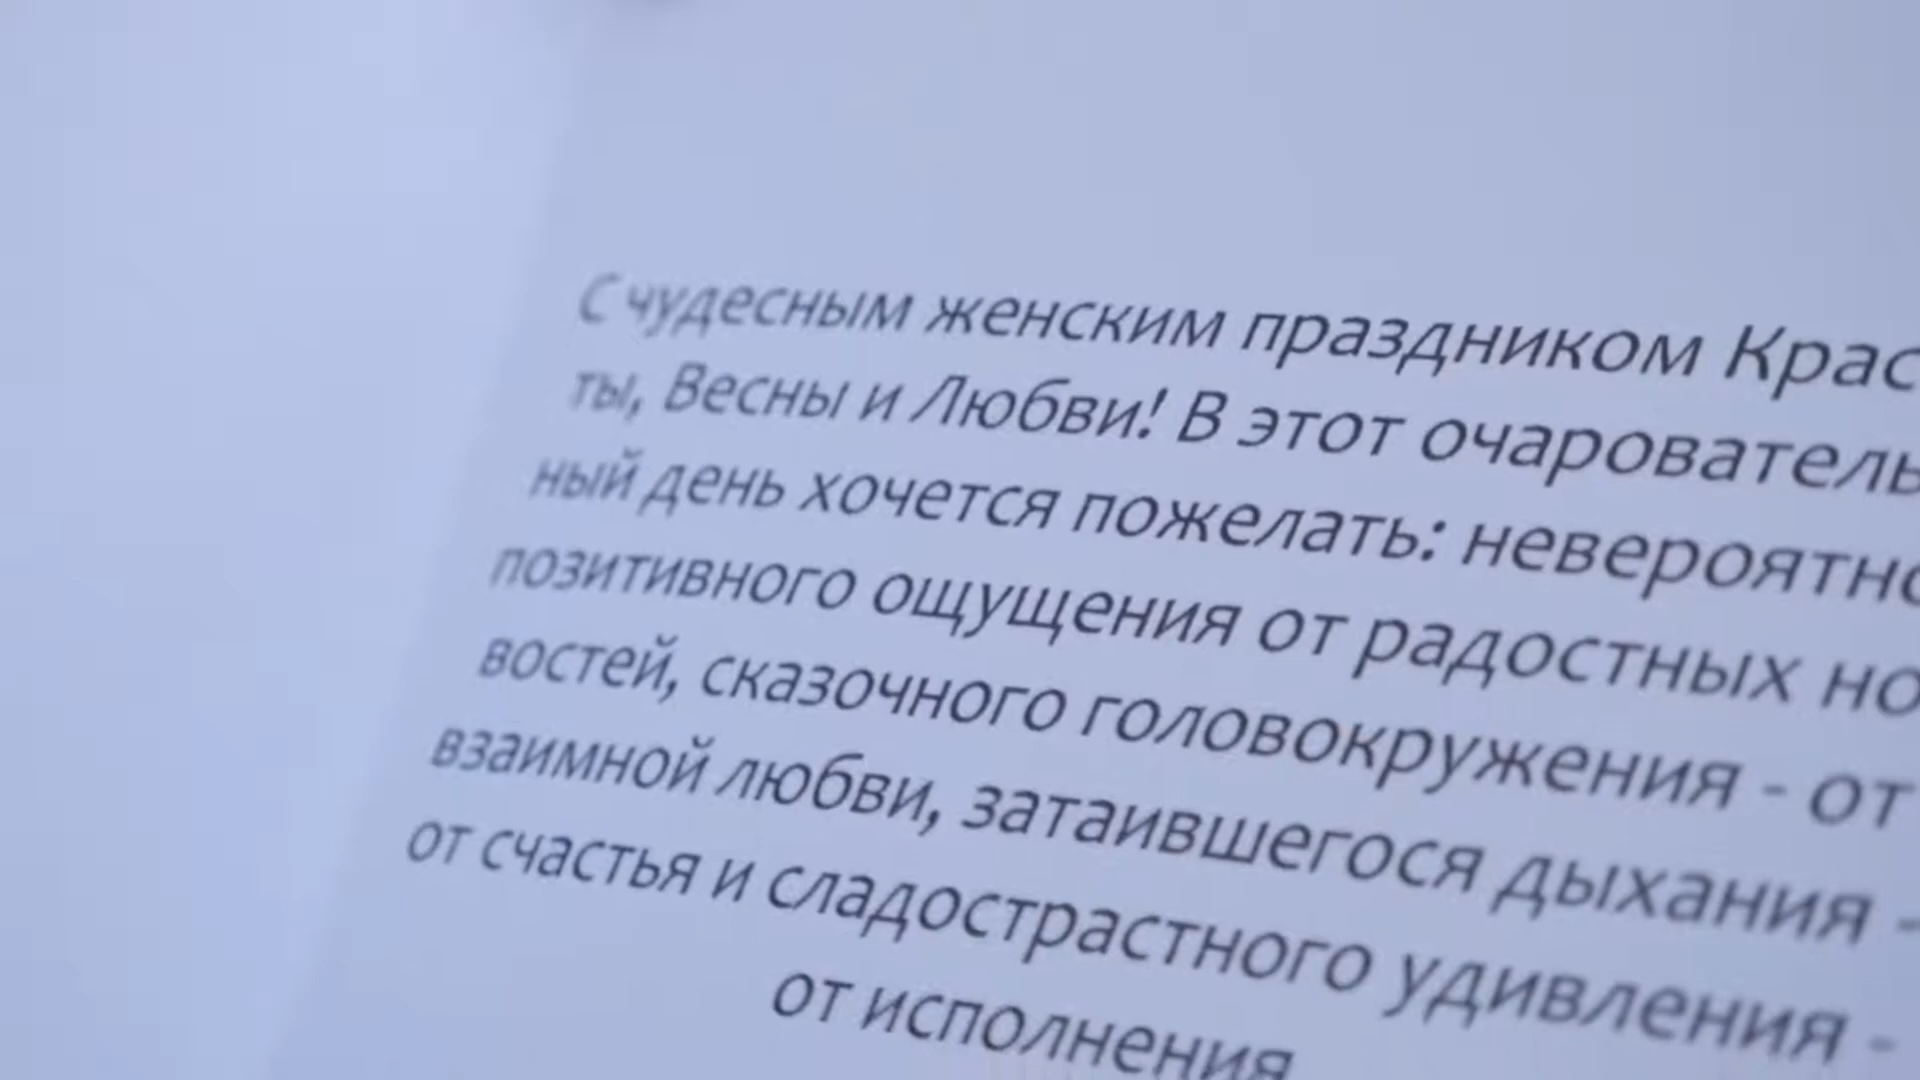 С чудесным женским праздником Крас
ты, Весны и Любви! В этот очарователь
ный день хочется пожелать: невероятно
позитивного ощущения от радостных но
востей, сказочного головокружения - от
взаимной любви, затаившегося дыхания -
от счастья и сладострастного удивления -
от исполнения